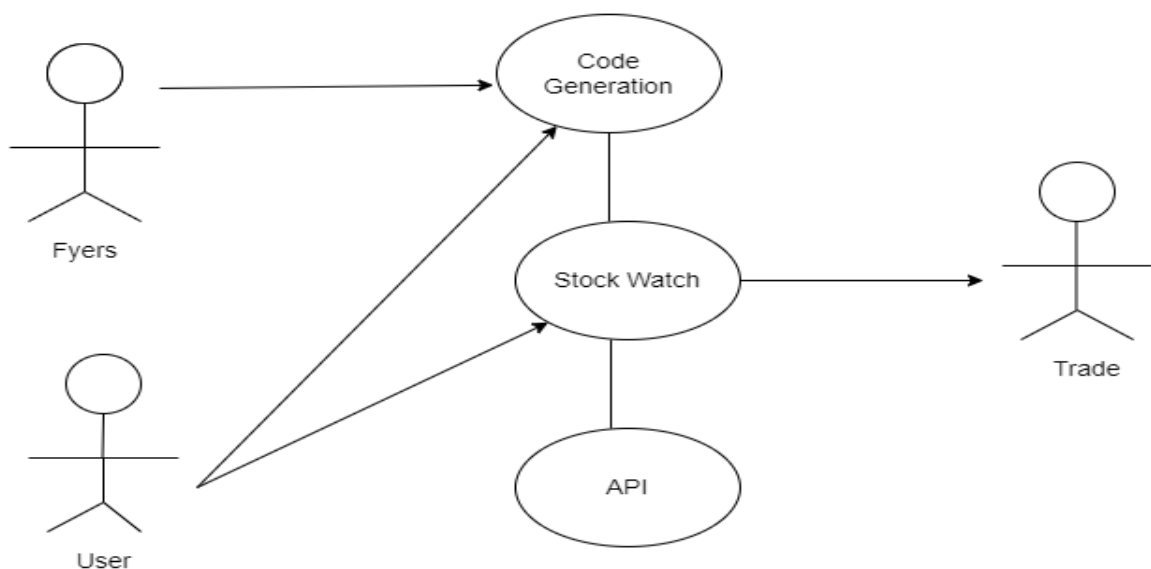 Code
Generation
Fyers
Stock Watch
Trade
API
User